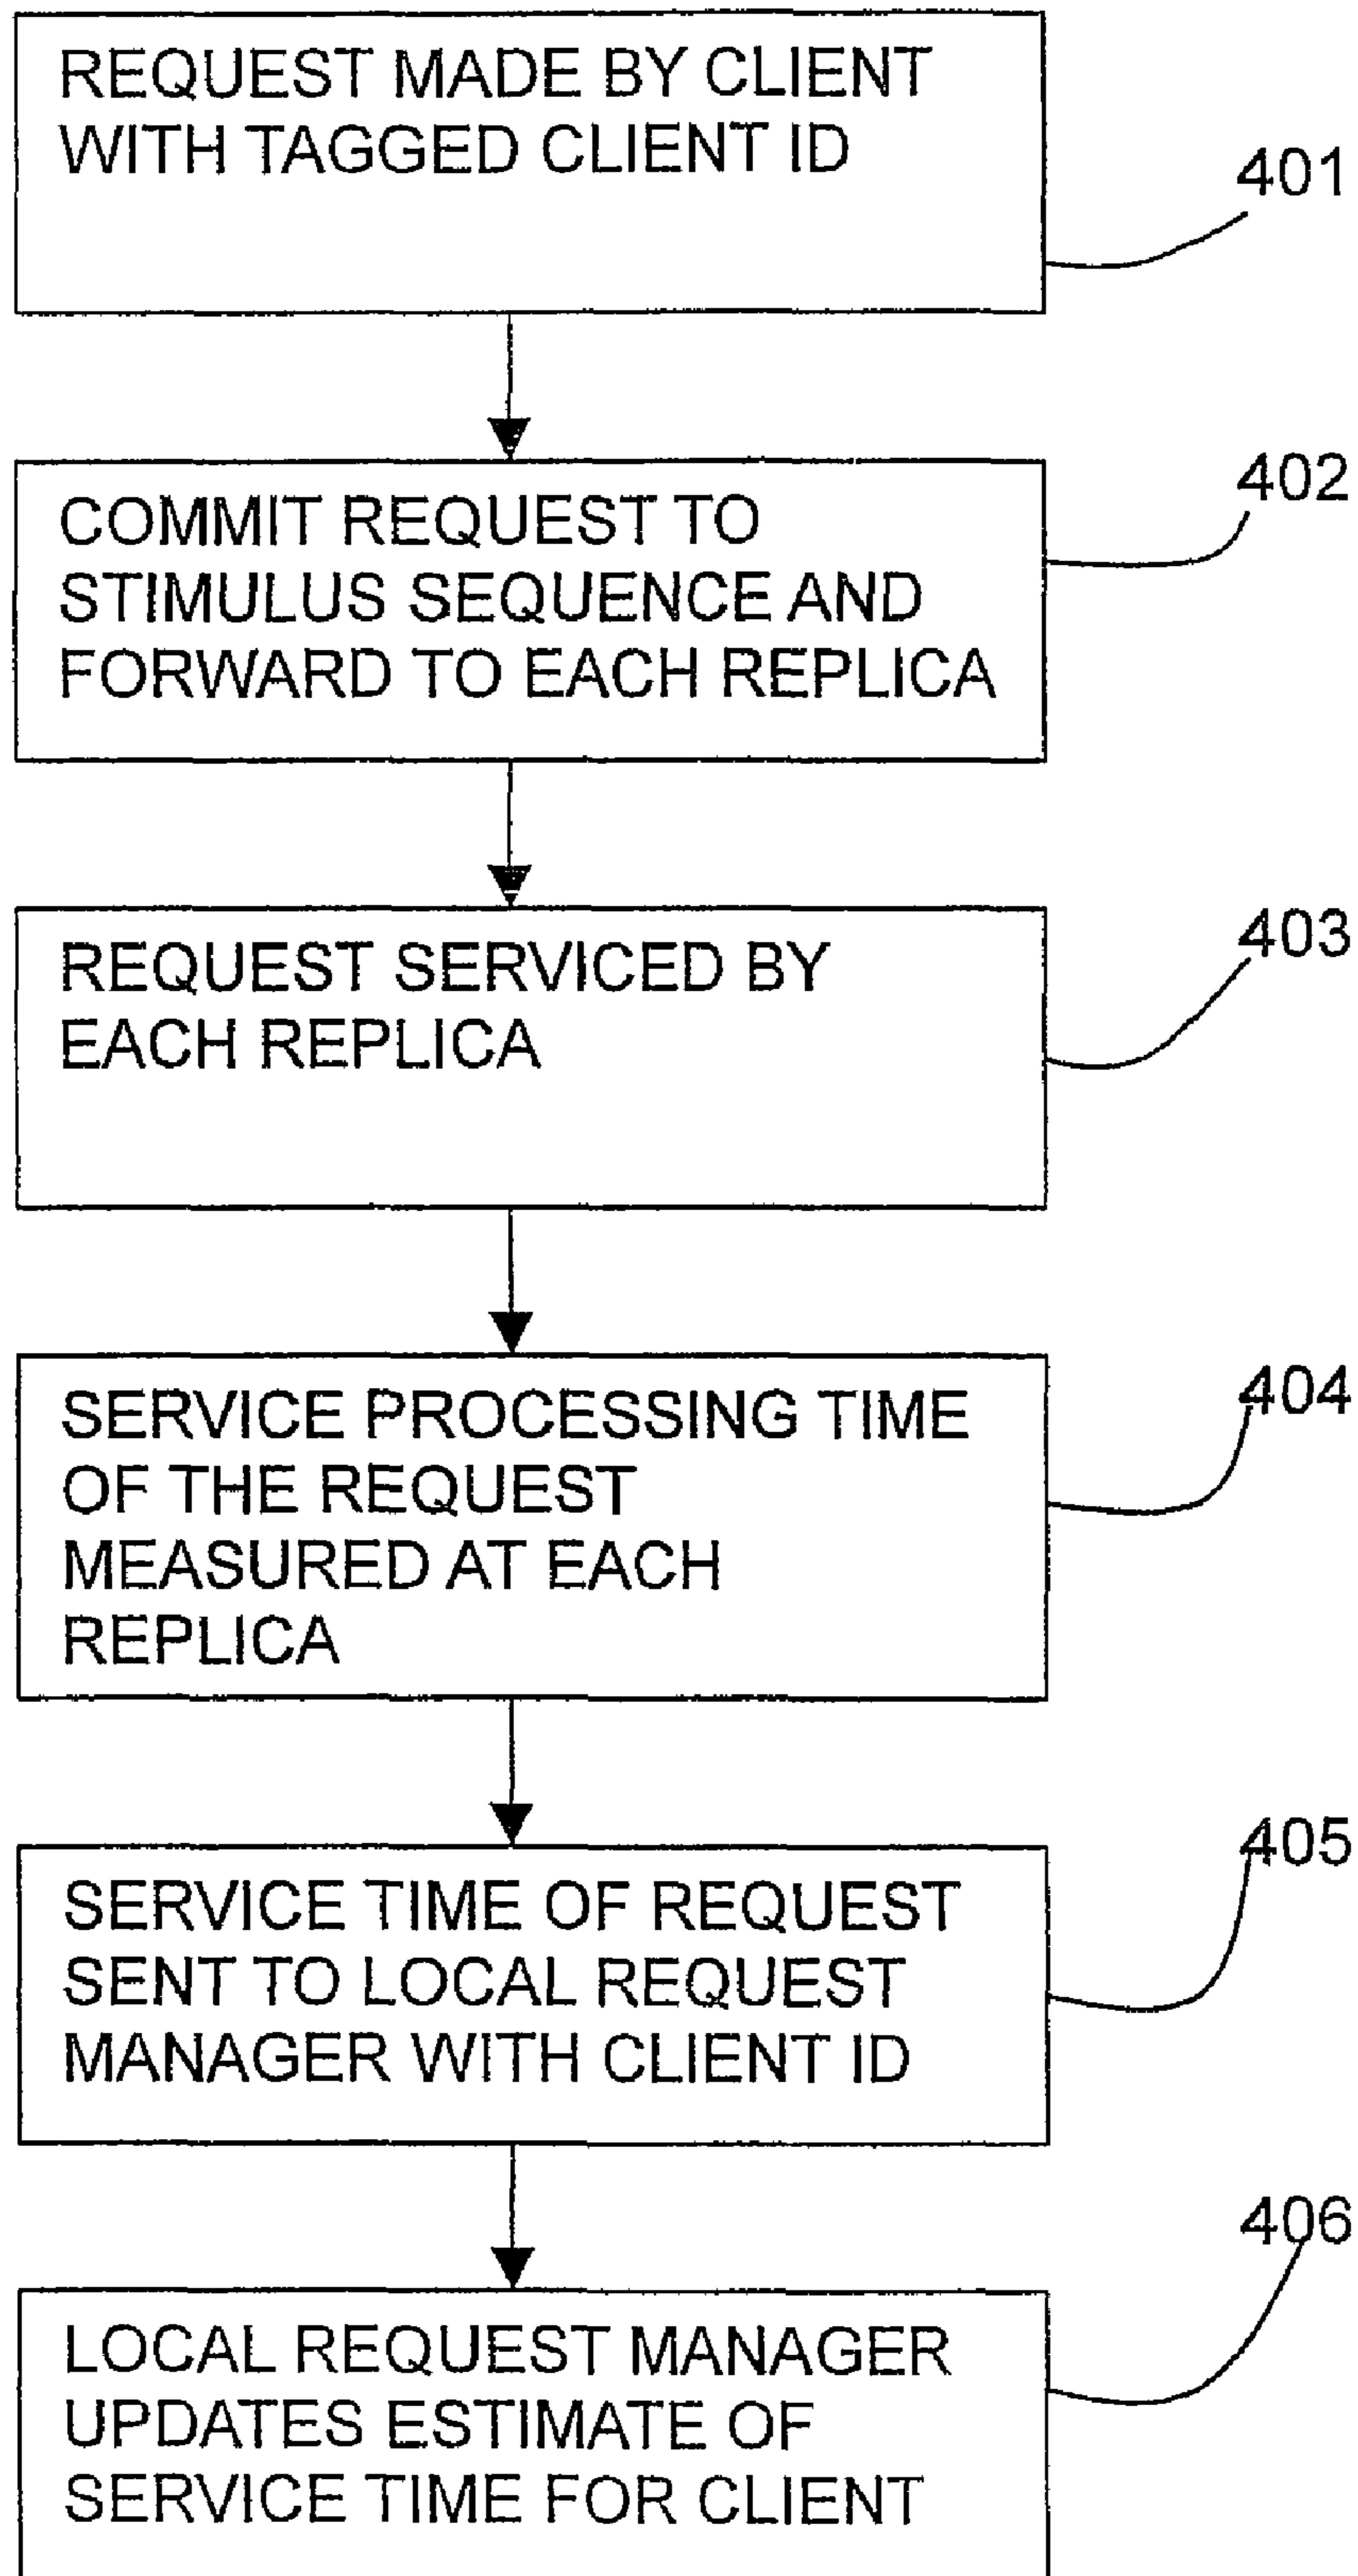 REQUEST MADE BY CLIENT
WITH TAGGED CLIENT ID
401
COMMIT REQUEST TO
STIMULUS SEQUENCE AND
FORWARD TO EACH REPLICA
402
REQUEST SERVICED BY
EACH REPLICA
403
SERVICE PROCESSING TIME
OF THE REQUEST
MEASURED AT EACH
REPLICA
404
SERVICE TIME OF REQUEST
SENT TO LOCAL REQUEST
MANAGER WITH CLIENT ID
405
LOCAL REQUEST MANAGER
UPDATES ESTIMATE OF
SERVICE TIME FOR CLIENT
406